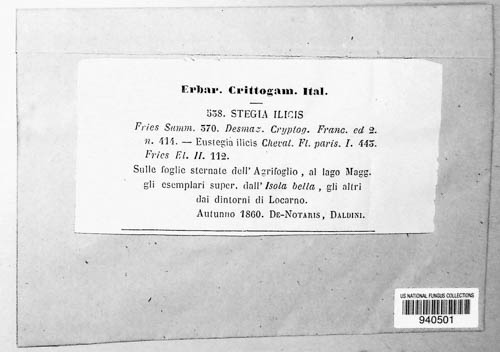 Erbar. Crittogam. Ital.
538. STEGIA ILICIS
Fries Summ. 370. Desmaz. Cryptog. Franc. ed 2.
n. 414. — Eustegia ilicis Cheval. Fl. paris. I. 443.
Fries El. II. 112.
Sulle foglie sternate dell' Agrifoglio, al lago Magg.
gli esemplari super. dall' Isola bella, gli altri
dai dintorni di Locarno.
Autunno 1860. DE-NOTARIS, DALDINI.
US NATIONAL FUNGUS COLLECTIONS
940501